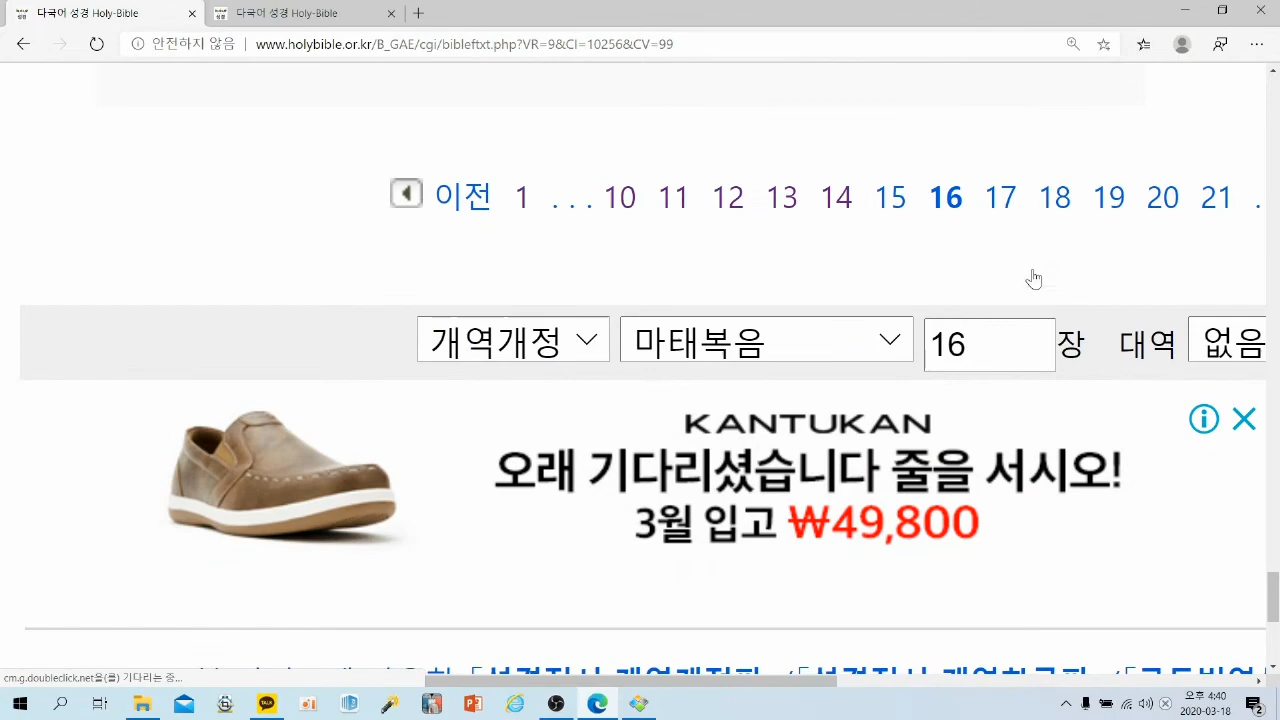 다국어 성경 Holy-Bible
다국어 성경 Holy-Bible
안전하지 않음 www.holybible.or.kr/B_GAE/cgi/bibleftxt.php?VR=9&CI=10256&CV=99
이전 1 . . . 10 11 12 13 14 15 16 17 18 19 20 21 .
개역개정 마태복음 16 장 대역 없음
KANTUKAN
오래 기다리셨습니다 줄을 서시오!
3월 입고 ₩49,800
cm.g.doubleclick.net을(를) 기다리는 중...
오후 4:40
2020-03-18